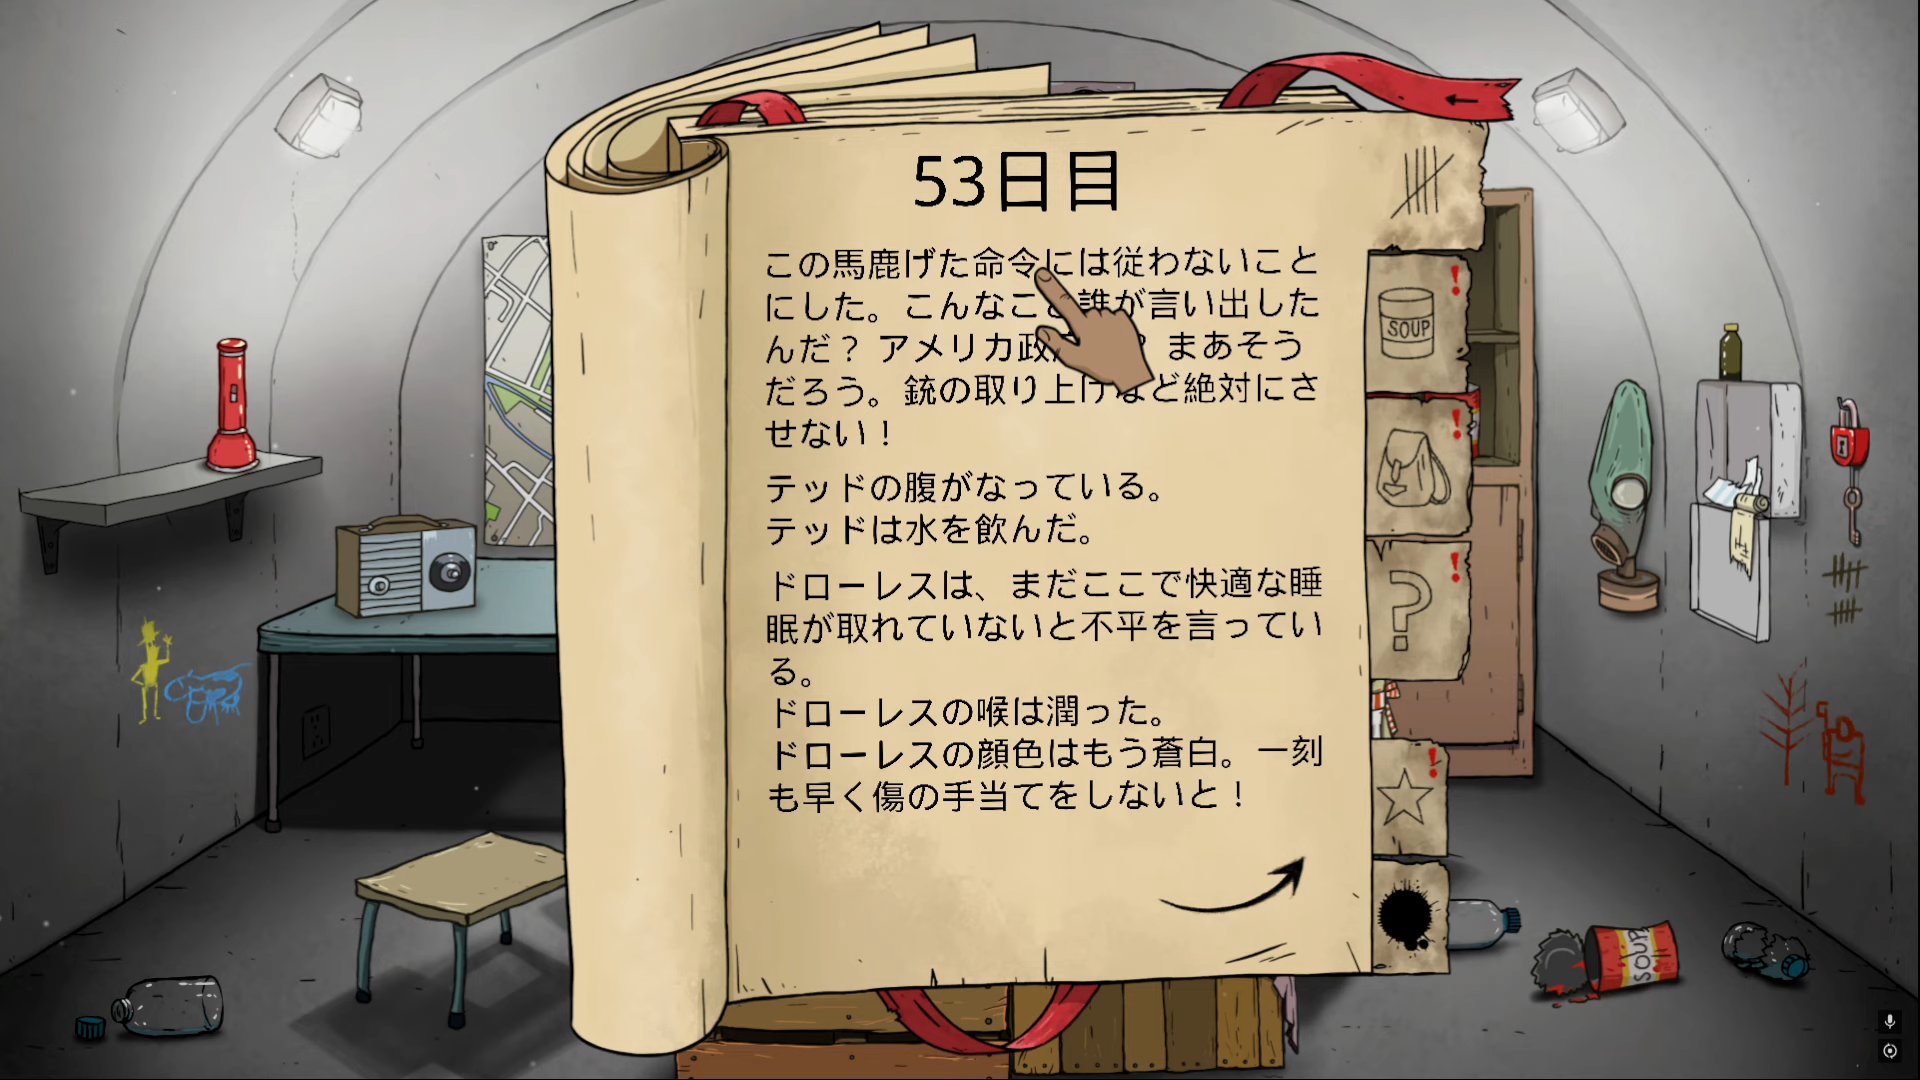 53日目
この馬鹿げた命令には従わないこと
にした。こんなこ 誰が言い出した
んだ？ アメリカ政 ？ まあそう
だろう。銃の取り上げなど絶対にさ
せない！
テッドの腹がなっている。
テッドは水を飲んだ。
ドローレスは、まだここで快適な睡
眠が取れていないと不平を言ってい
る。
ドローレスの喉は潤った。
ドローレスの顔色はもう蒼白。一刻
も早く傷の手当てをしないと！
!
SOUP
!
!
?
!
SOUP